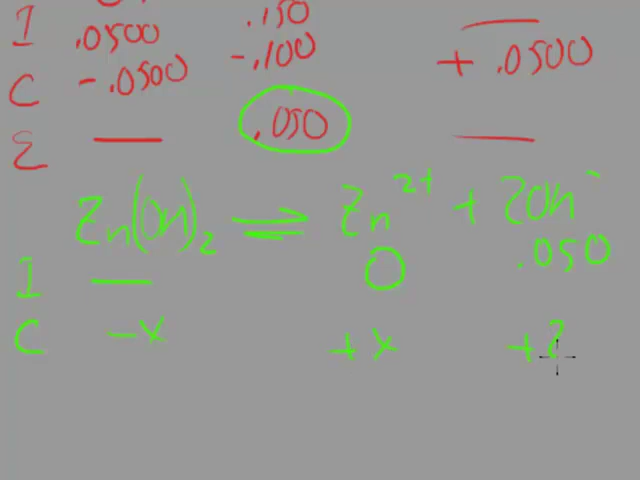 I .0500 .150
C -.0500 -.100 + .0500
E .050
Zn(OH)₂ ⇌ Zn²⁺ + 2OH⁻
I 0 .050
C -x +x +2